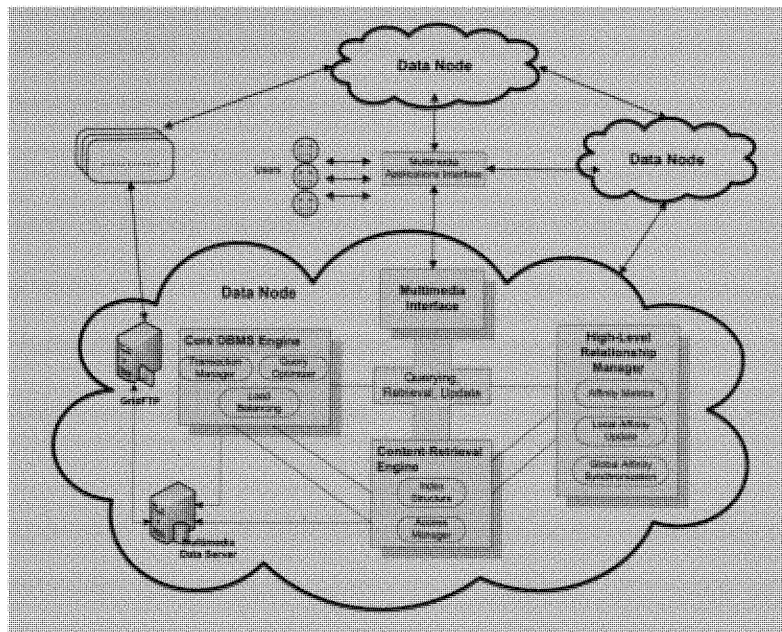 Data Node
Data Node
Users
Multimedia
Applications Interface
Data Node
Multimedia
Interface
Core DBMS Engine
Transaction
Manager
Query
Optimizer
Load
Balancing
GridFTP
Querying,
Retrieval, Update
High-Level
Relationship
Manager
Affinity Metrics
Local Affinity
Update
Global Affinity
Synchronization
Content-Retrieval
Engine
Index
Structure
Access
Manager
Multimedia
Data Server